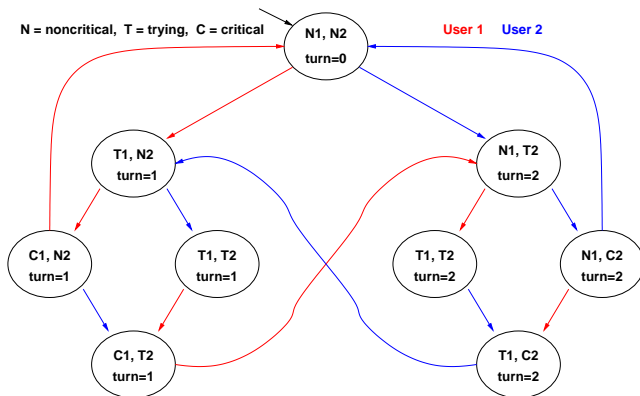 N = noncritical, T = trying, C = critical
User 1 User 2
N1, N2
turn=0
T1, N2
turn=1
N1, T2
turn=2
C1, N2
turn=1
T1, T2
turn=1
T1, T2
turn=2
N1, C2
turn=2
C1, T2
turn=1
T1, C2
turn=2